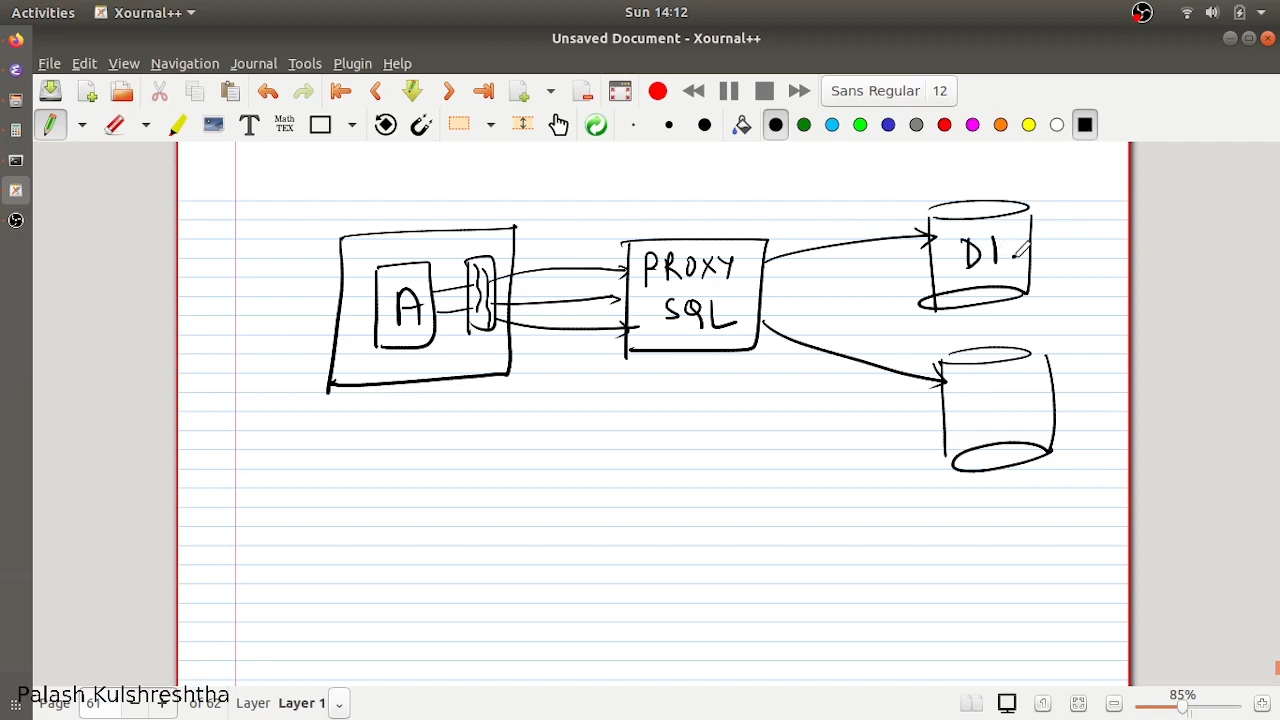 Activities Xournal++ Sun 14:12
Unsaved Document - Xournal++
File Edit View Navigation Journal Tools Plugin Help
Sans Regular 12
T Math TEX
A
PROXY
SQL
D1
Palash Kulshreshtha
Page 61 of 62 Layer Layer 1 85%